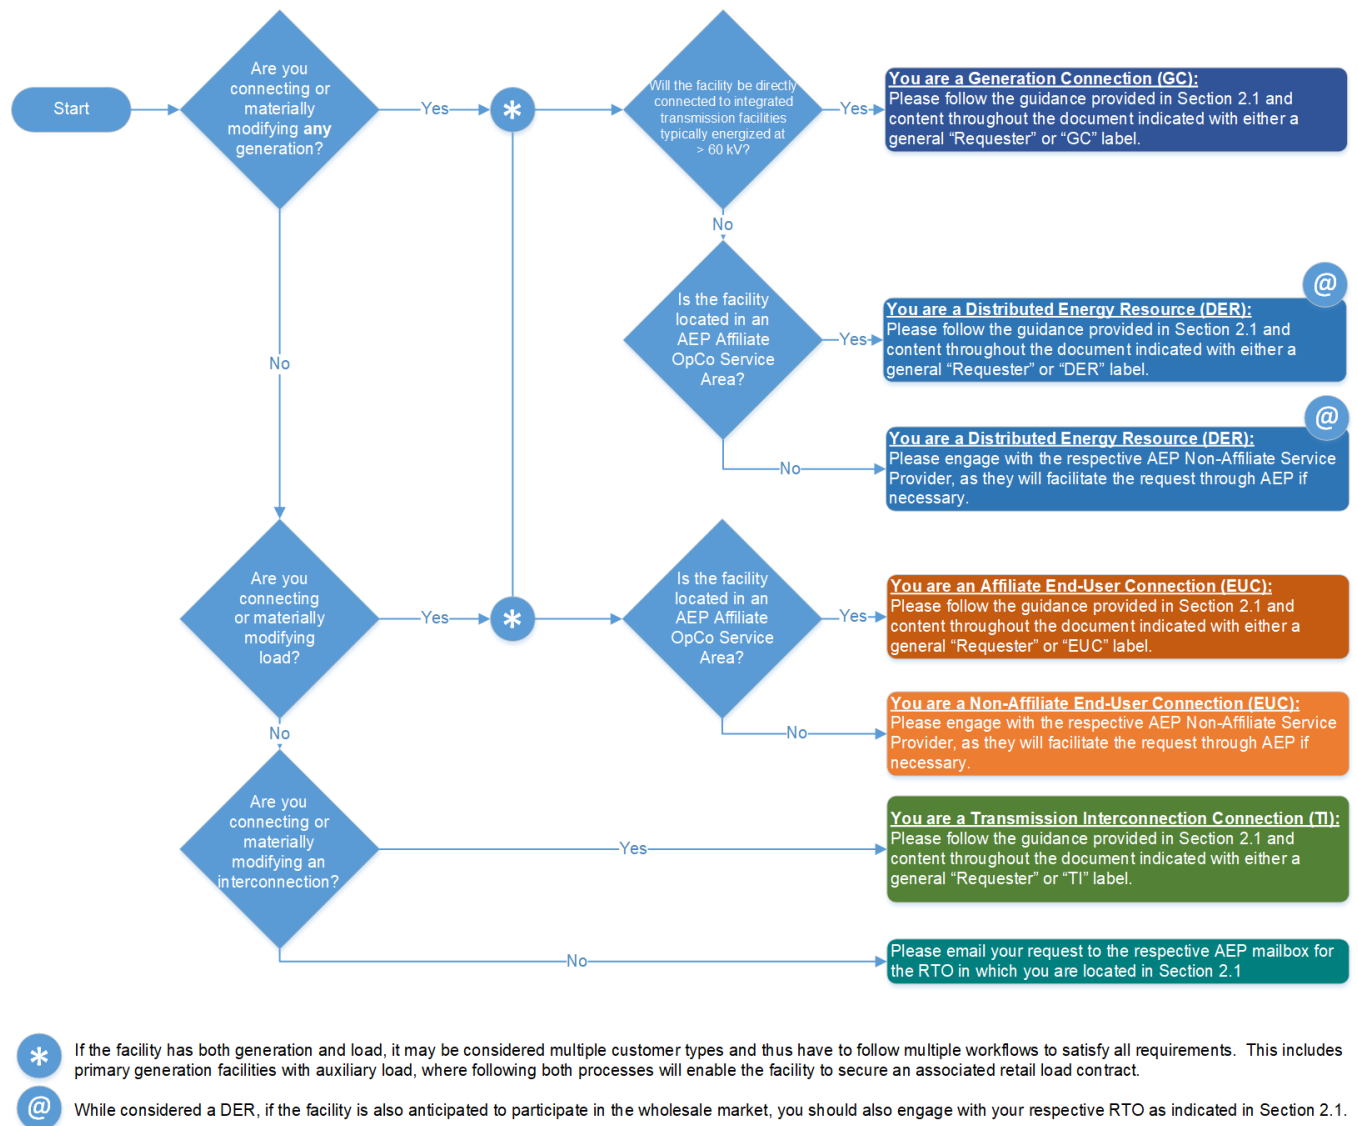 Start
Are you
connecting or
materially
modifying any
generation?
Yes
*
Will the facility be directly
connected to integrated
transmission facilities
typically energized at
> 60 kV?
Yes
You are a Generation Connection (GC):
Please follow the guidance provided in Section 2.1 and
content throughout the document indicated with either a
general “Requester” or “GC” label.
No
Is the facility
located in an
AEP Affiliate
OpCo Service
Area?
Yes
@
You are a Distributed Energy Resource (DER):
Please follow the guidance provided in Section 2.1 and
content throughout the document indicated with either a
general “Requester” or “DER” label.
No
@
You are a Distributed Energy Resource (DER):
Please engage with the respective AEP Non-Affiliate Service
Provider, as they will facilitate the request through AEP if
necessary.
No
Are you
connecting
or materially
modifying
load?
Yes
*
Is the facility
located in an
AEP Affiliate
OpCo Service
Area?
Yes
You are an Affiliate End-User Connection (EUC):
Please follow the guidance provided in Section 2.1 and
content throughout the document indicated with either a
general “Requester” or “EUC” label.
No
You are a Non-Affiliate End-User Connection (EUC):
Please engage with the respective AEP Non-Affiliate Service
Provider, as they will facilitate the request through AEP if
necessary.
No
Are you
connecting or
materially
modifying an
interconnection?
Yes
You are a Transmission Interconnection Connection (TI):
Please follow the guidance provided in Section 2.1 and
content throughout the document indicated with either a
general “Requester” or “TI” label.
No
Please email your request to the respective AEP mailbox for
the RTO in which you are located in Section 2.1
*
If the facility has both generation and load, it may be considered multiple customer types and thus have to follow multiple workflows to satisfy all requirements.  This includes
primary generation facilities with auxiliary load, where following both processes will enable the facility to secure an associated retail load contract.
@
While considered a DER, if the facility is also anticipated to participate in the wholesale market, you should also engage with your respective RTO as indicated in Section 2.1.